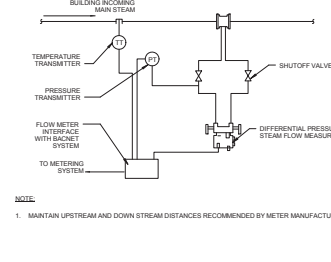 BUILDING INCOMING
MAIN STEAM
TT
TEMPERATURE
TRANSMITTER
PT
SHUTOFF VALVE
PRESSURE
TRANSMITTER
FLOW METER
INTERFACE
WITH BACNET
SYSTEM
DIFFERENTIAL PRESSU
STEAM FLOW MEASUR
TO METERING
SYSTEM
NOTE:
1. MAINTAIN UPSTREAM AND DOWN STREAM DISTANCES RECOMMENDED BY METER MANUFACTU